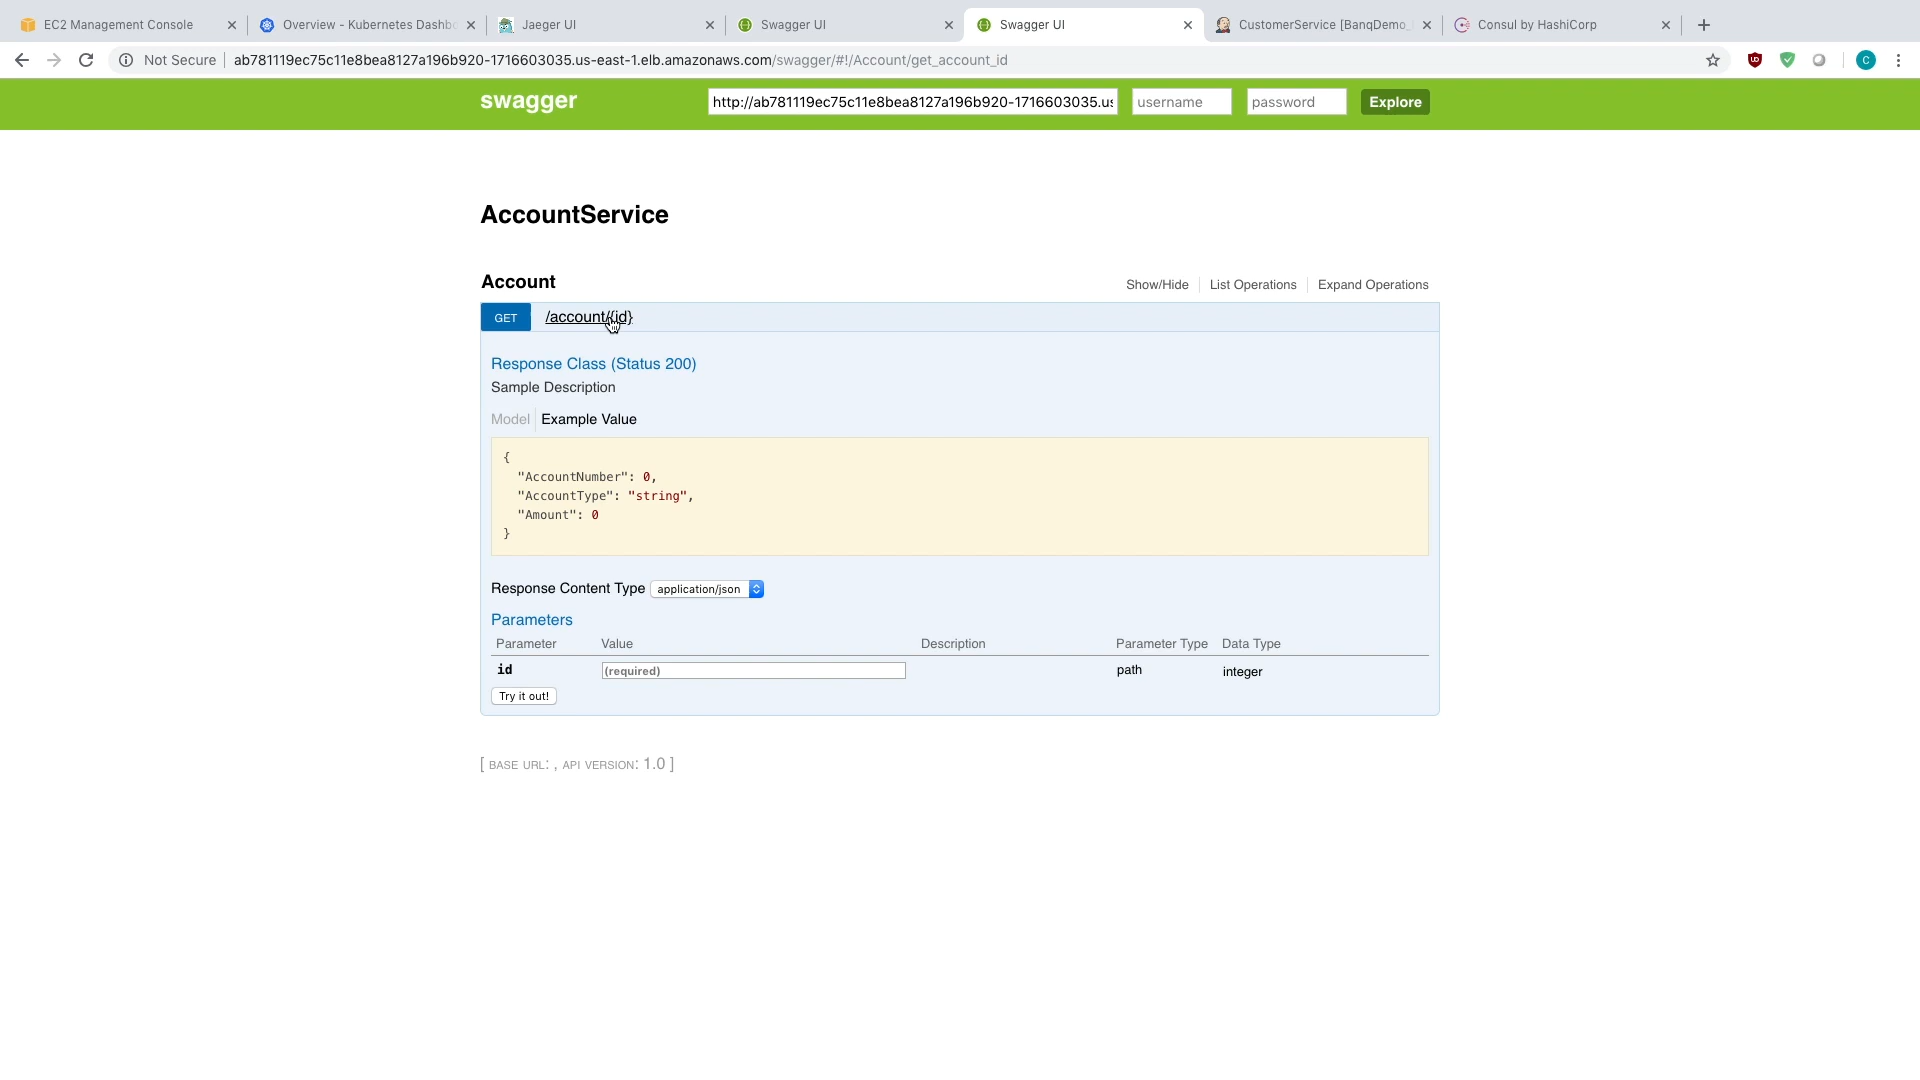 EC2 Management Console
Overview - Kubernetes Dashbo
Jaeger UI
Swagger UI
Swagger UI
CustomerService [BanqDemo_
Consul by HashiCorp
Not Secure
ab781119ec75c11e8bea8127a196b920-1716603035.us-east-1.elb.amazonaws.com/swagger/#!/Account/get_account_id
C
swagger
http://ab781119ec75c11e8bea8127a196b920-1716603035.us
username
password
Explore
AccountService
Account
Show/Hide
List Operations
Expand Operations
GET
/account/{id}
Response Class (Status 200)
Sample Description
Model
Example Value
{
"AccountNumber": 0,
"AccountType": "string",
"Amount": 0
}
Response Content Type
application/json
Parameters
Parameter Value Description Parameter Type Data Type
id (required) path integer
Try it out!
[ BASE URL: , API VERSION: 1.0 ]